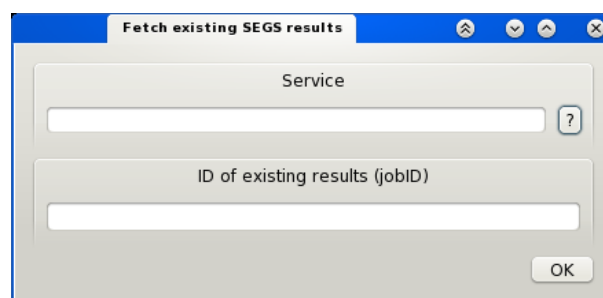 Fetch existing SEGS results
Service
?
ID of existing results (jobID)
OK